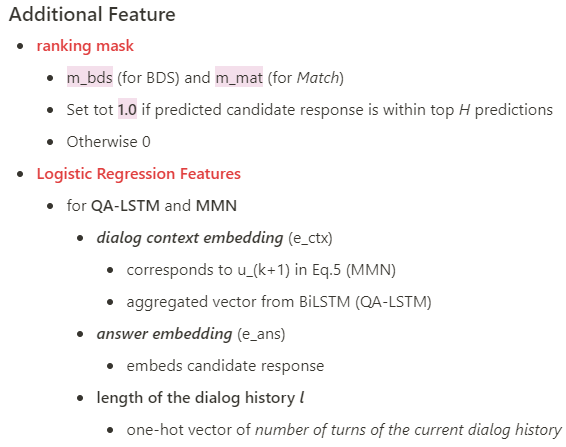 Additional Feature
ranking mask
m_bds (for BDS) and m_mat (for Match)
Set tot 1.0 if predicted candidate response is within top H predictions
Otherwise 0
Logistic Regression Features
for QA-LSTM and MMN
dialog context embedding (e_ctx)
corresponds to u_(k+1) in Eq.5 (MMN)
aggregated vector from BiLSTM (QA-LSTM)
answer embedding (e_ans)
embeds candidate response
length of the dialog history l
one-hot vector of number of turns of the current dialog history